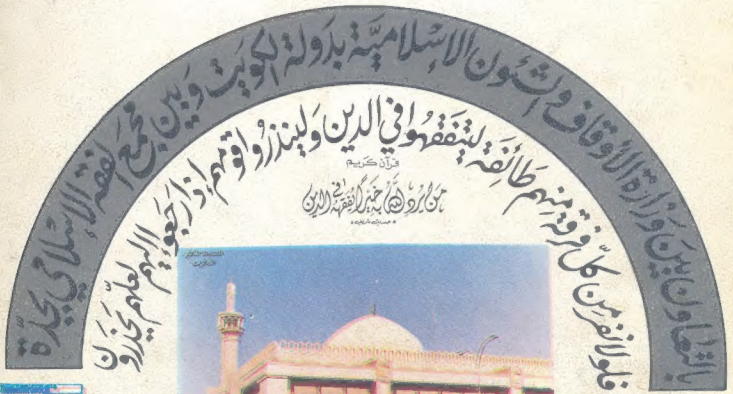 بالتعاون بين وزارة الأوقاف والشئون الإسلامية بدولة الكويت وبين مجمع الفقه الإسلامي بجدة
فلولا نفر من كل فرقة منهم طائفة ليتفقهوا في الدين ولينذروا قومهم إذا رجعوا إليهم لعلهم يحذرون
قرآن كريم
من يرد الله به خيرا يفقهه في الدين
حديث شريف